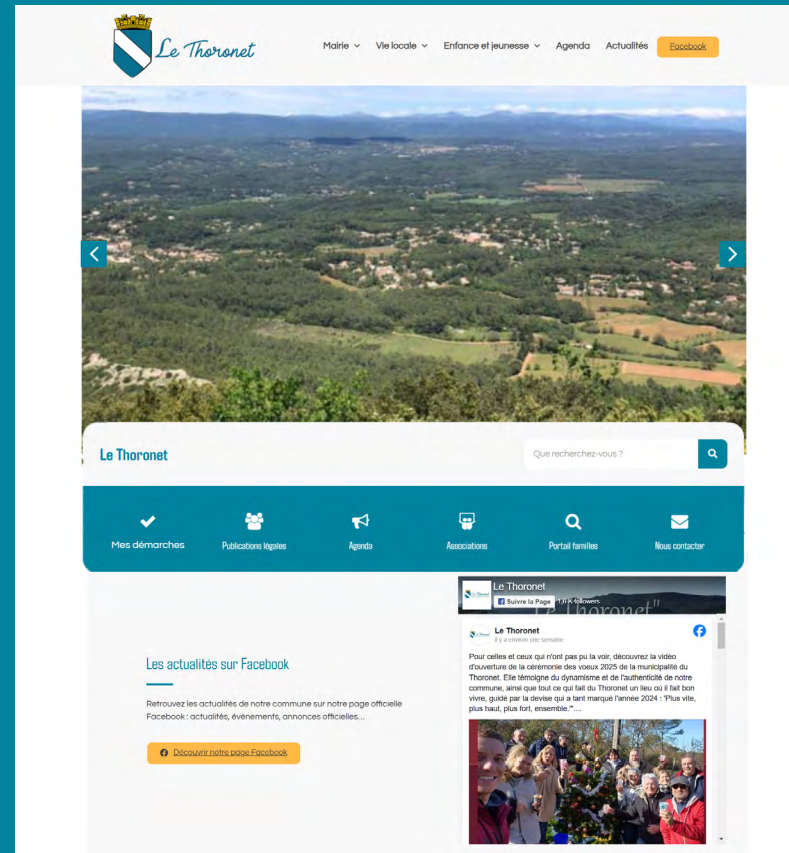 Le Thoronet
Mairie
Vie locale
Enfance et jeunesse
Agenda
Actualités
Facebook
Le Thoronet
Que recherchez-vous ?
Mes démarches
Publications légales
Agenda
Associations
Portail familles
Nous contacter
Le Thoronet
Suivre la Page
followers
Le Thoronet
il y a environ une semaine
Pour celles et ceux qui n'ont pas pu la voir, découvrez la vidéo
d'ouverture de la cérémonie des voeux 2025 de la municipalité du
Thoronet. Elle témoigne du dynamisme et de l'authenticité de notre
commune, ainsi que tout ce qui fait du Thoronet un lieu où il fait bon
vivre, guidé par la devise qui a tant marqué l'année 2024 : 'Plus vite,
plus haut, plus fort, ensemble.'"....
Les actualités sur Facebook
Retrouvez les actualités de notre commune sur notre page officielle
Facebook : actualités, évènements, annonces officielles...
Découvrir notre page Facebook